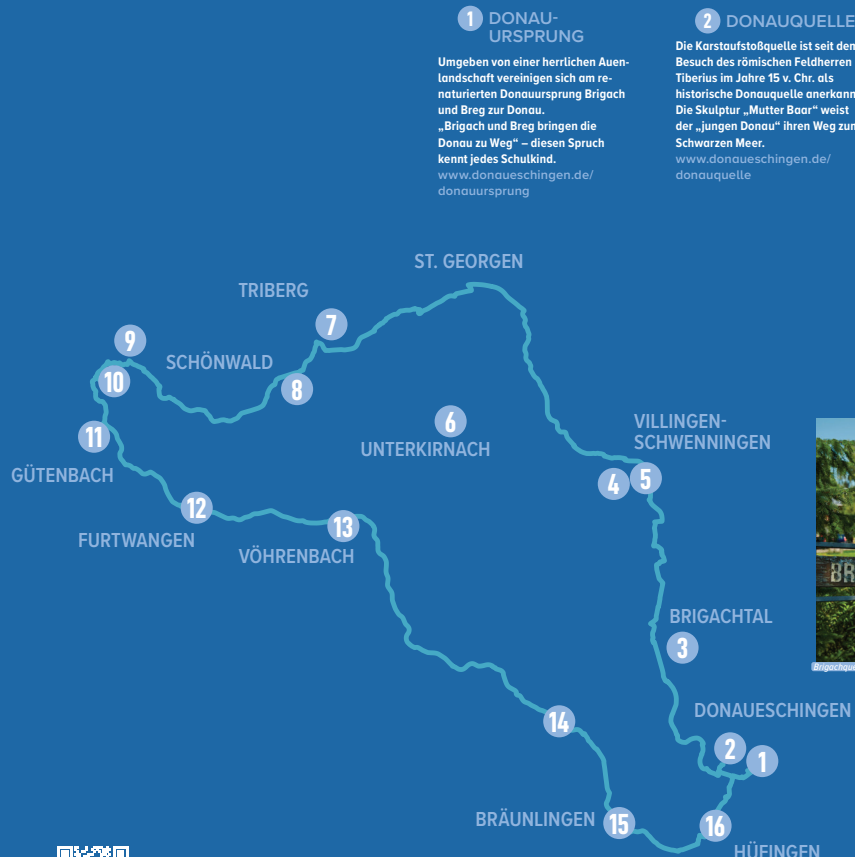 1 DONAU-
URSPRUNG
Umgeben von einer herrlichen Auen-
landschaft vereinigen sich am re-
naturierten Donauursprung Brigach
und Breg zur Donau.
„Brigach und Breg bringen die
Donau zu Weg“ – diesen Spruch
kennt jedes Schulkind.
www.donaueschingen.de/
donauursprung
2 DONAUQUELLE
Die Karstaufstoßquelle ist seit dem
Besuch des römischen Feldherren
Tiberius im Jahre 15 v. Chr. als
historische Donauquelle anerkann
Die Skulptur „Mutter Baar“ weist
der „jungen Donau“ ihren Weg zum
Schwarzen Meer.
www.donaueschingen.de/
donauquelle
ST. GEORGEN
TRIBERG
7
9
SCHÖNWALD
10
8
6
UNTERKIRNACH
VILLINGEN-
SCHWENNINGEN
11
GÜTENBACH
4
5
12
FURTWANGEN
13
VÖHRENBACH
BR
BRIGACHTAL
3
Brigachque
DONAUESCHINGEN
14
2
1
BRÄUNLINGEN
15
16
HÜFINGEN